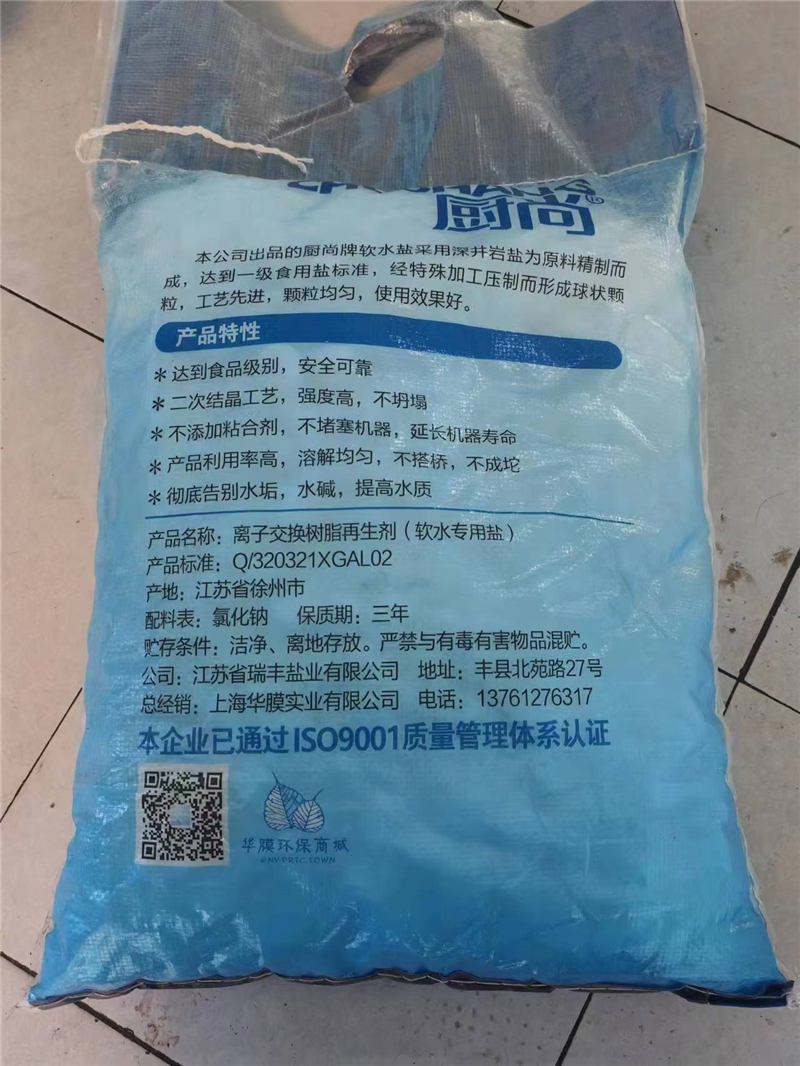 厨尚®
本公司出品的厨尚牌软水盐采用深井岩盐为原料精制而
成，达到一级食用盐标准，经特殊加工压制而形成球状颗
粒，工艺先进，颗粒均匀，使用效果好。
产品特性
*达到食品级别，安全可靠
*二次结晶工艺，强度高，不坍塌
*不添加粘合剂，不堵塞机器，延长机器寿命
*产品利用率高，溶解均匀，不搭桥，不成坨
*彻底告别水垢，水碱，提高水质
产品名称：离子交换树脂再生剂（软水专用盐）
产品标准：Q/320321XGAL02
产地：江苏省徐州市
配料表：氯化钠 保质期：三年
贮存条件：洁净、离地存放。严禁与有毒有害物品混贮。
公司：江苏省瑞丰盐业有限公司 地址：丰县北苑路27号
总经销：上海华膜实业有限公司 电话：13761276317
本企业已通过ISO9001质量管理体系认证
华膜环保商城